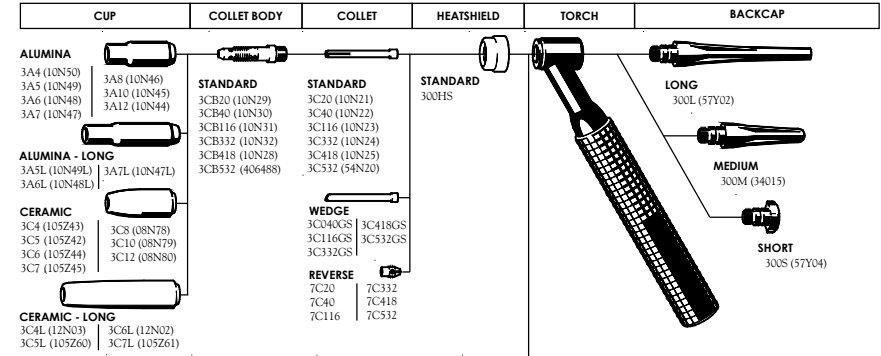 CUP
COLLET BODY
COLLET
HEATSHIELD
TORCH
BACKCAP
ALUMINA
3A4 (10N50)
3A5 (10N49)
3A6 (10N48)
3A7 (10N47)
3A8 (10N46)
3A10 (10N45)
3A12 (10N44)
ALUMINA - LONG
3A5L (10N49L)
3A6L (10N48L)
3A7L (10N47L)
CERAMIC
3C4 (105Z43)
3C5 (105Z42)
3C6 (105Z44)
3C7 (105Z45)
3C8 (08N78)
3C10 (08N79)
3C12 (08N80)
CERAMIC - LONG
3C4L (12N03)
3C5L (105Z60)
3C6L (12N02)
3C7L (105Z61)
STANDARD
3CB20 (10N29)
3CB40 (10N30)
3CB116 (10N31)
3CB332 (10N32)
3CB418 (10N28)
3CB532 (406488)
STANDARD
3C20 (10N21)
3C40 (10N22)
3C116 (10N23)
3C332 (10N24)
3C418 (10N25)
3C532 (54N20)
WEDGE
3C040GS
3C116GS
3C332GS
3C418GS
3C532GS
REVERSE
7C20
7C40
7C116
7C332
7C418
7C532
STANDARD
300HS
LONG
300L (57Y02)
MEDIUM
300M (34015)
SHORT
300S (57Y04)